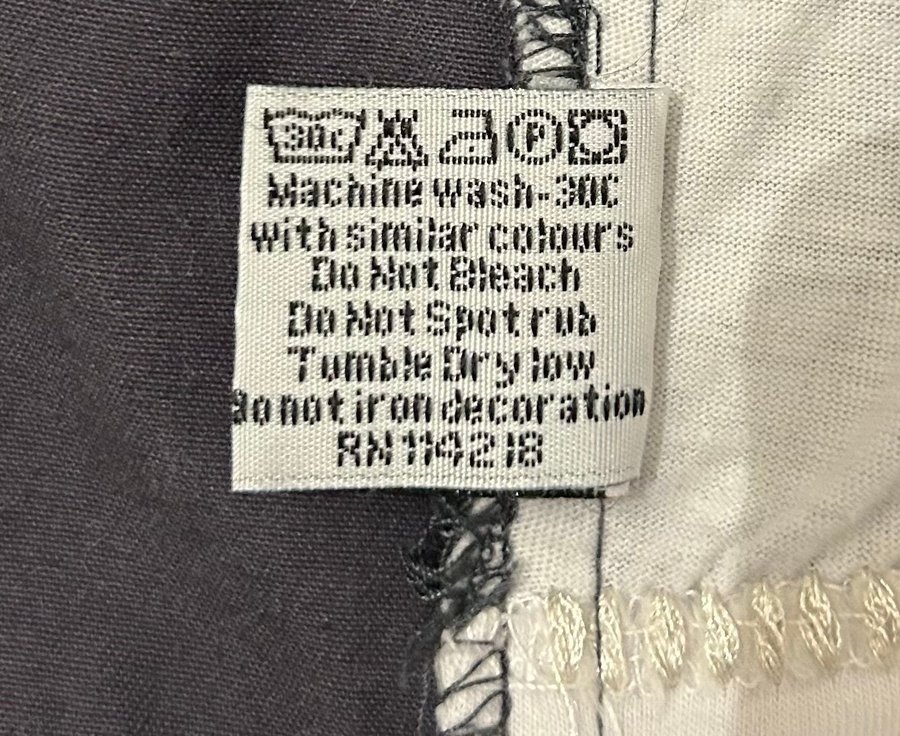 30c P
Machine wash-30C
with similar colours
Do Not Bleach
Do Not Spot rub
Tumble Dry low
Do not iron decoration
RN 114218